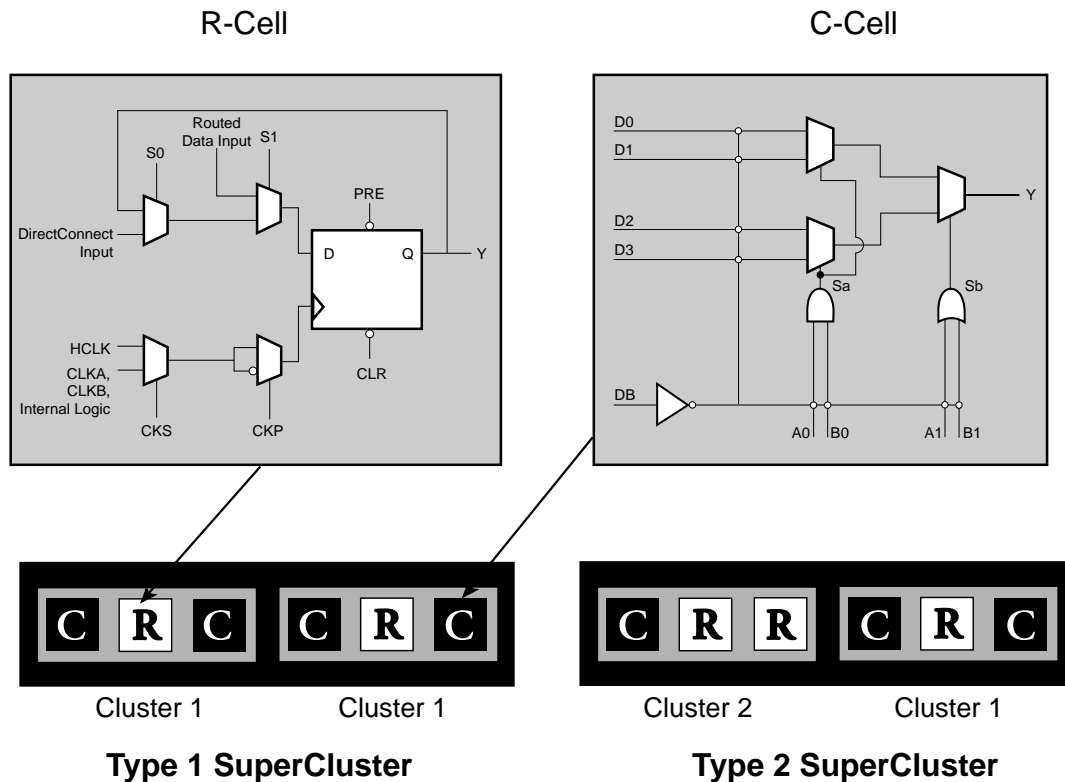 R-Cell
C-Cell
Routed
Data Input
S1
S0
PRE
DirectConnect
Input
D
Q
Y
HCLK
CLKA,
CLKB,
Internal Logic
CLR
CKS
CKP
D0
D1
D2
D3
Y
Sa
Sb
DB
A0
B0
A1
B1
C R C
C R C
C R R
C R C
Cluster 1
Cluster 1
Cluster 2
Cluster 1
Type 1 SuperCluster
Type 2 SuperCluster